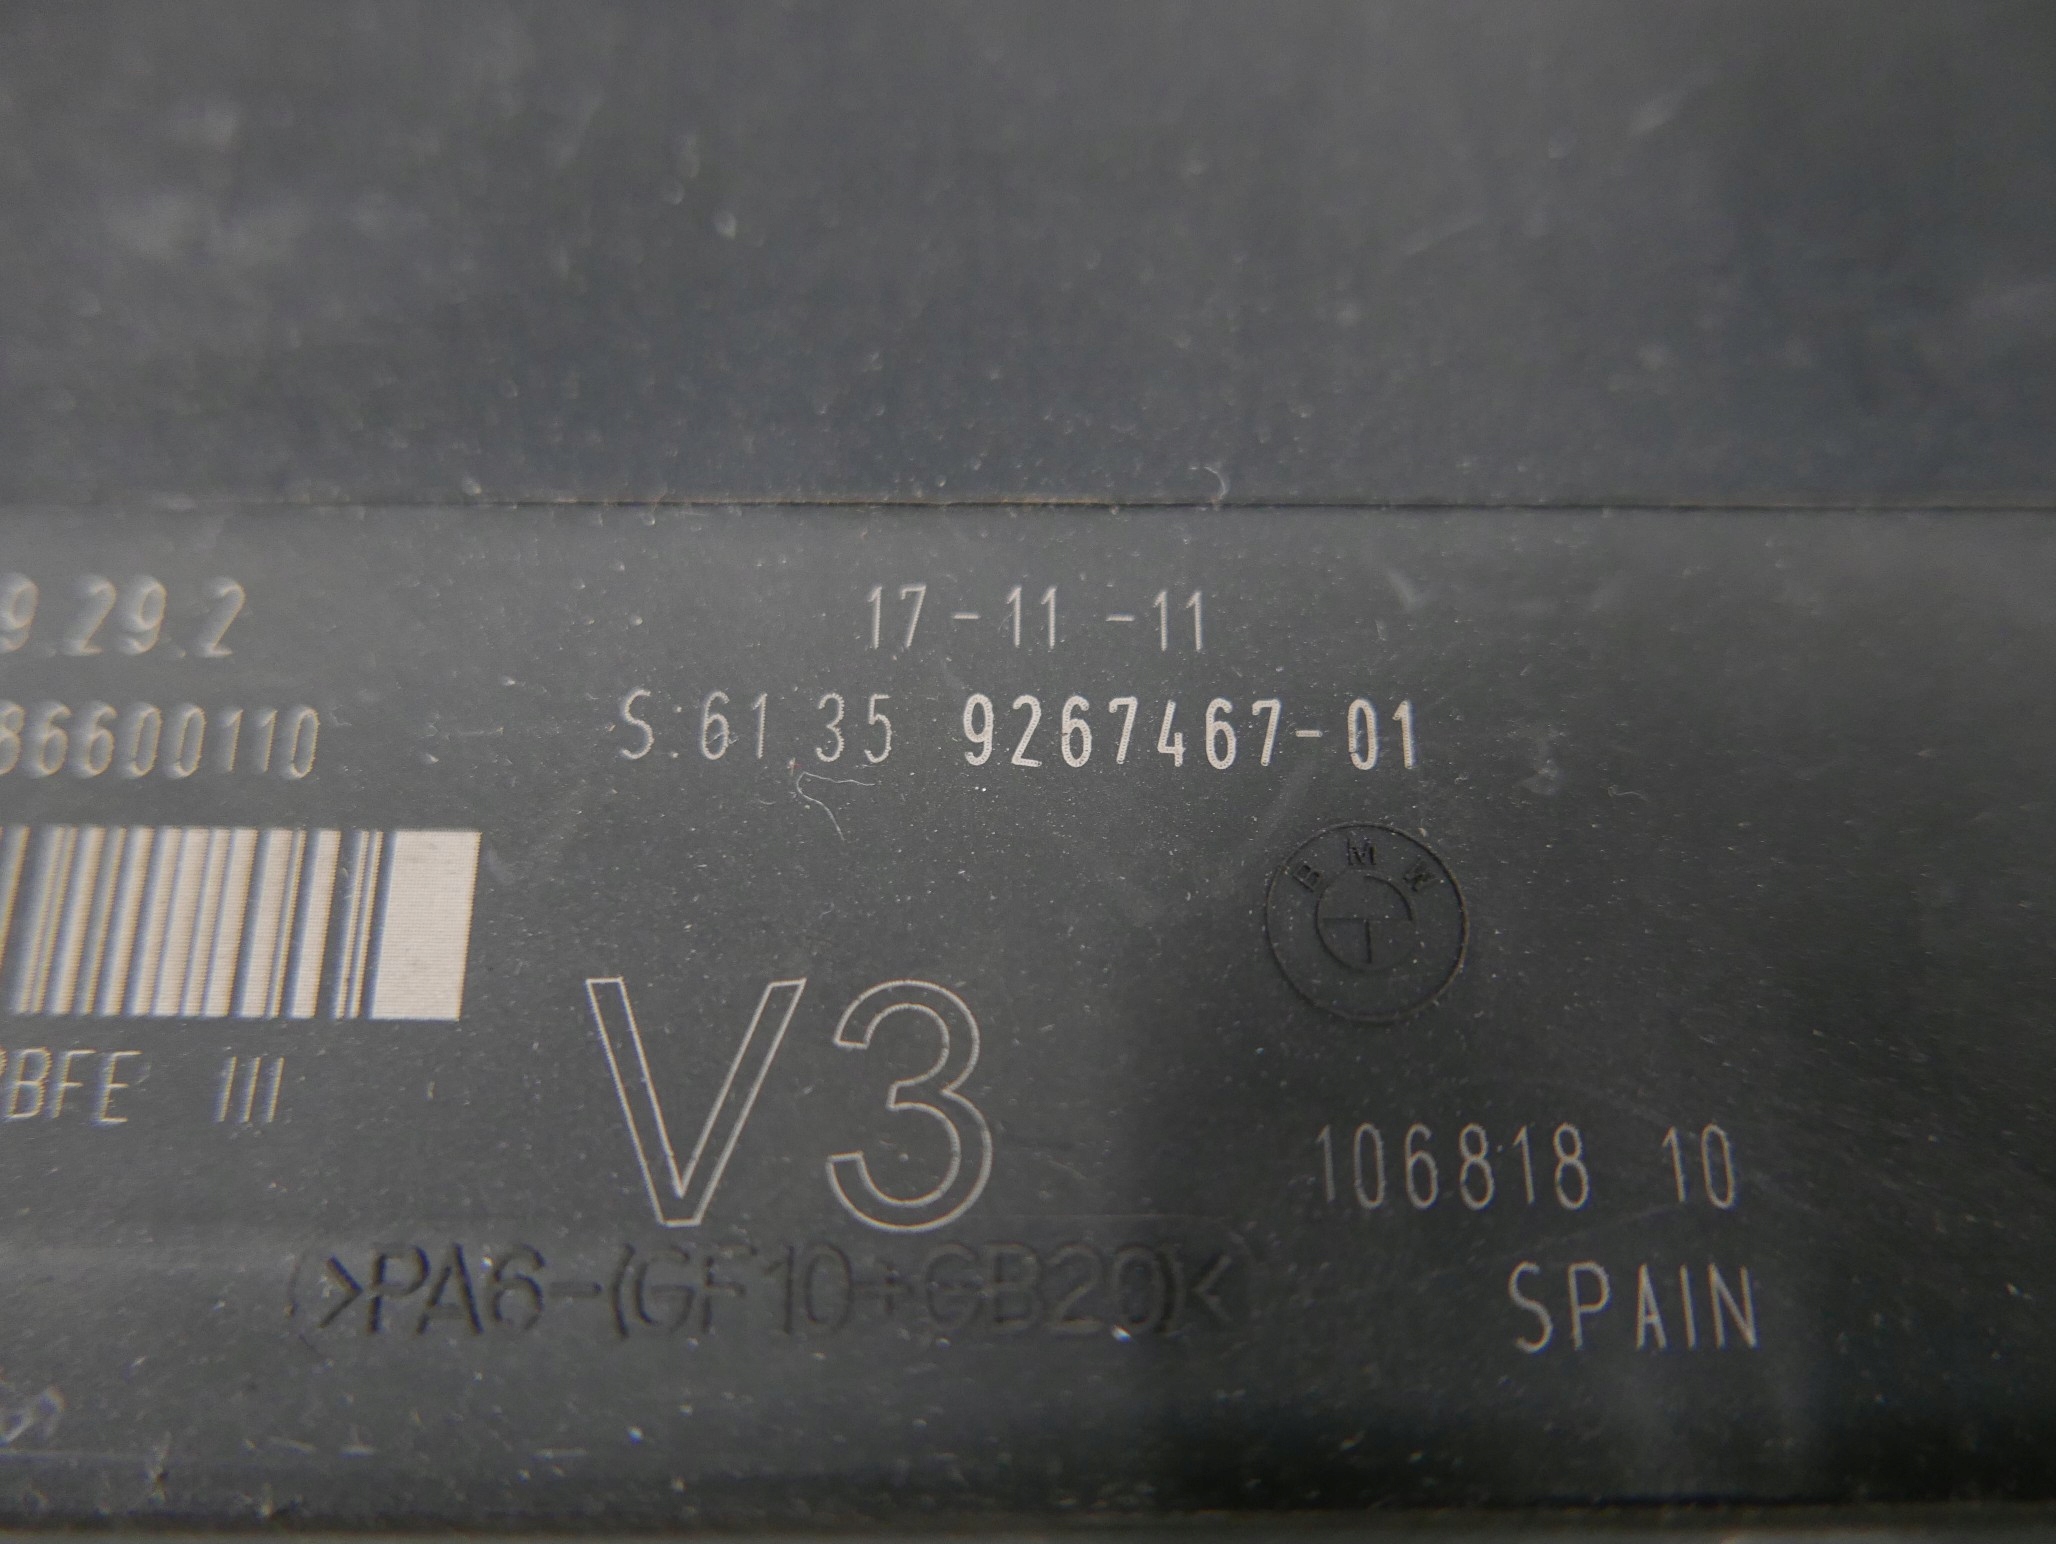 9.29.2
17-11-11
86600110
S:61.35 9267467-01
BMW
BFE III
V3
106818 10
>PA6-(GF10+GB20)<
SPAIN